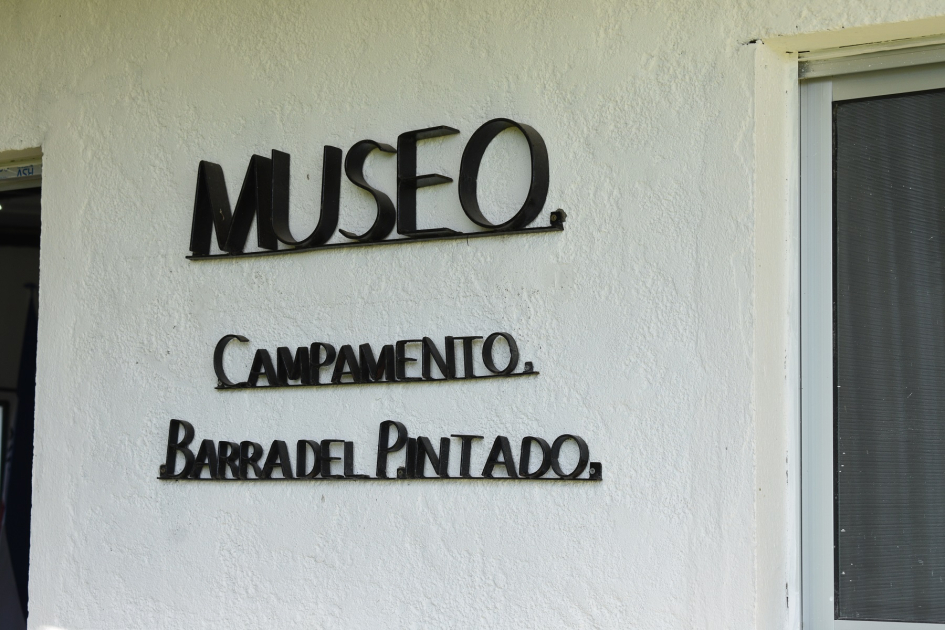 MUSEO.
CAMPAMENTO.
BARRA DEL PINTADO.